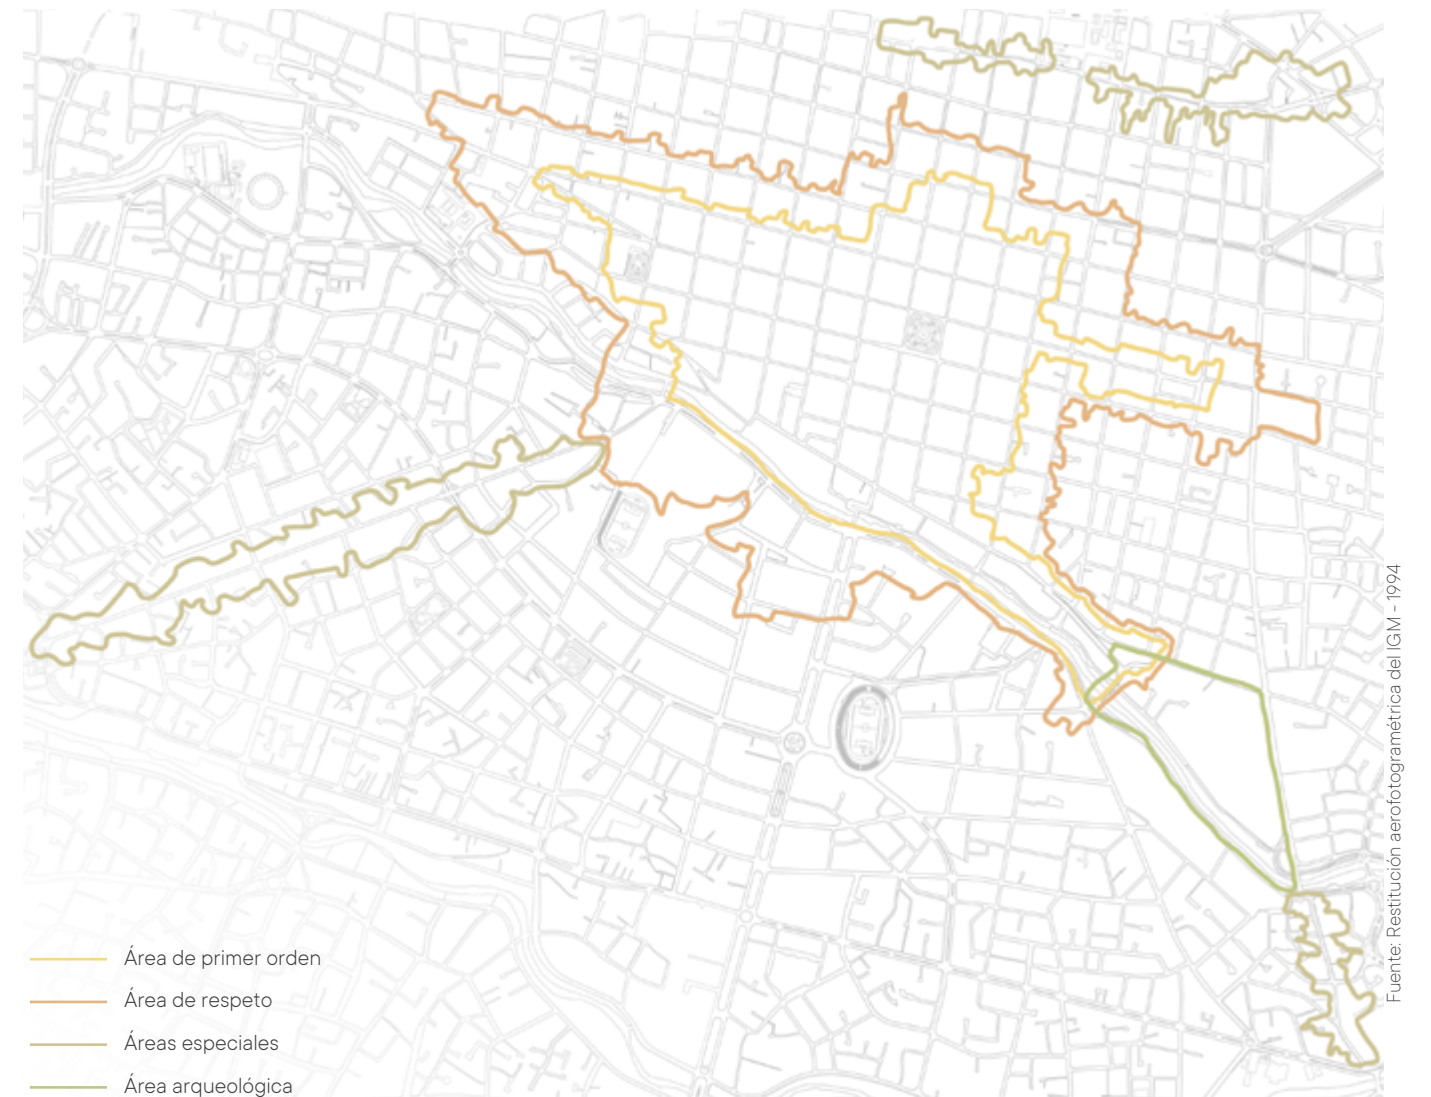 Área de primer orden
Área de respeto
Áreas especiales
Área arqueológica
Fuente: Restitución aerofotogramétrica del IGM - 1994